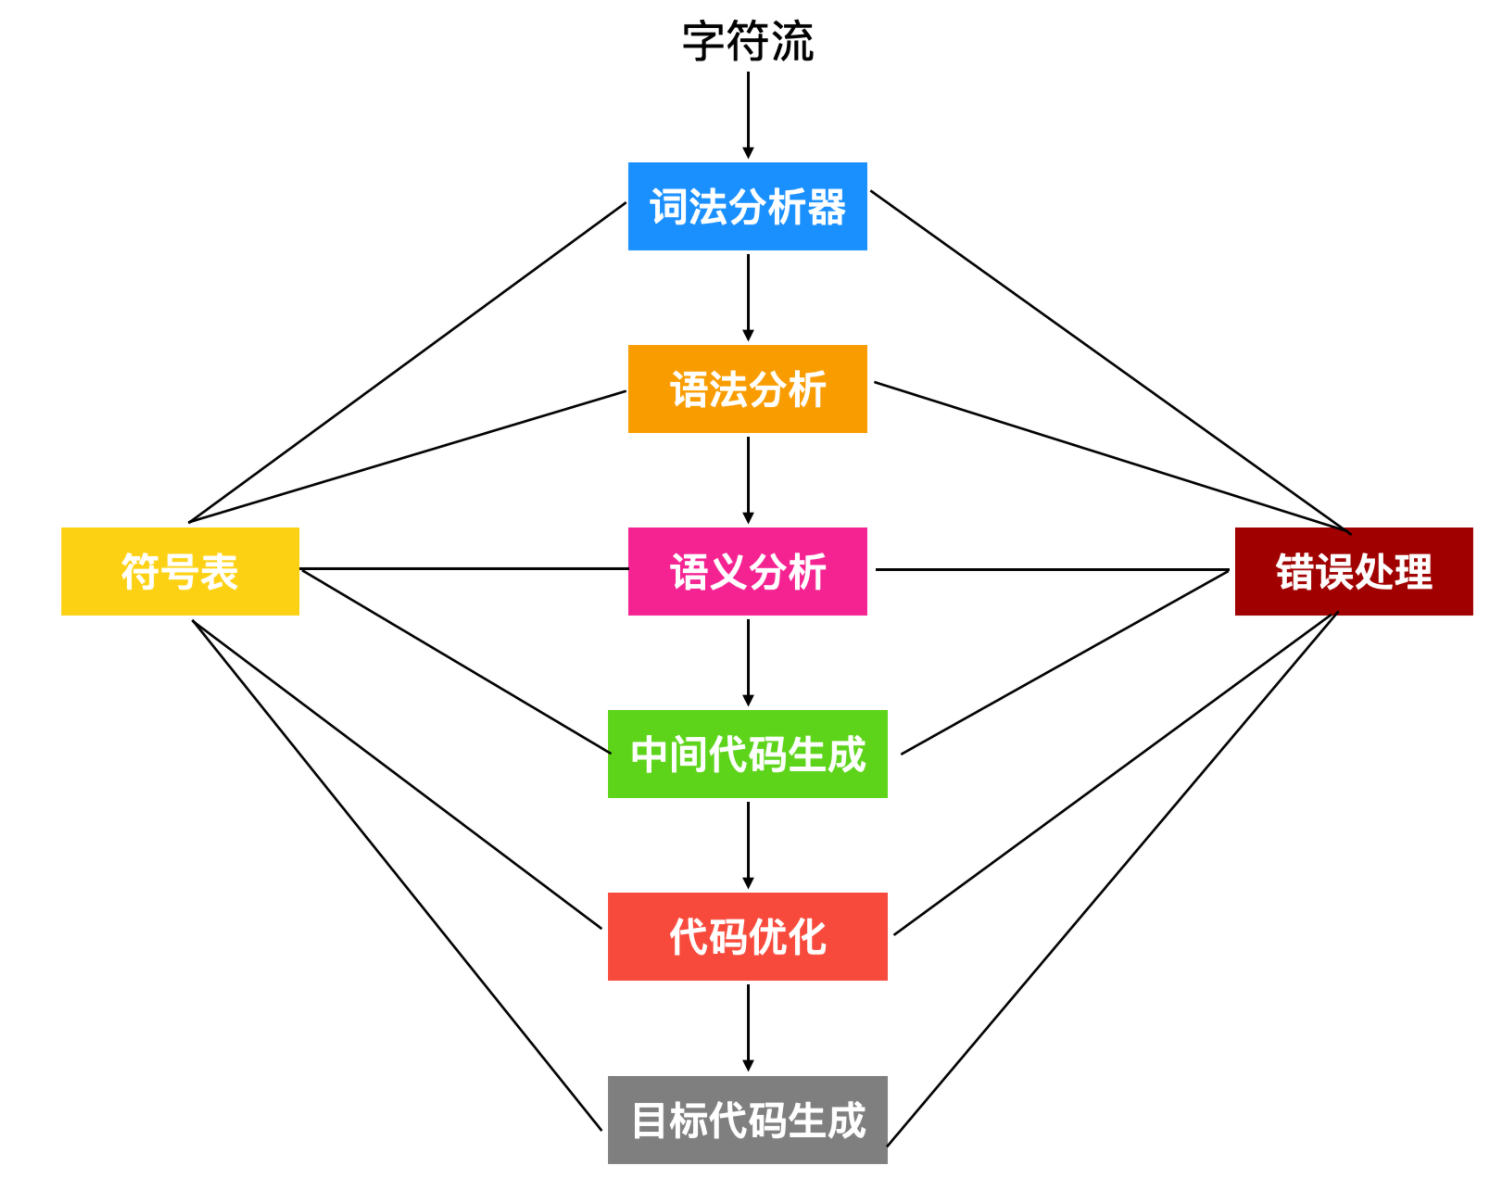 字符流
词法分析器
语法分析
符号表
语义分析
错误处理
中间代码生成
代码优化
目标代码生成